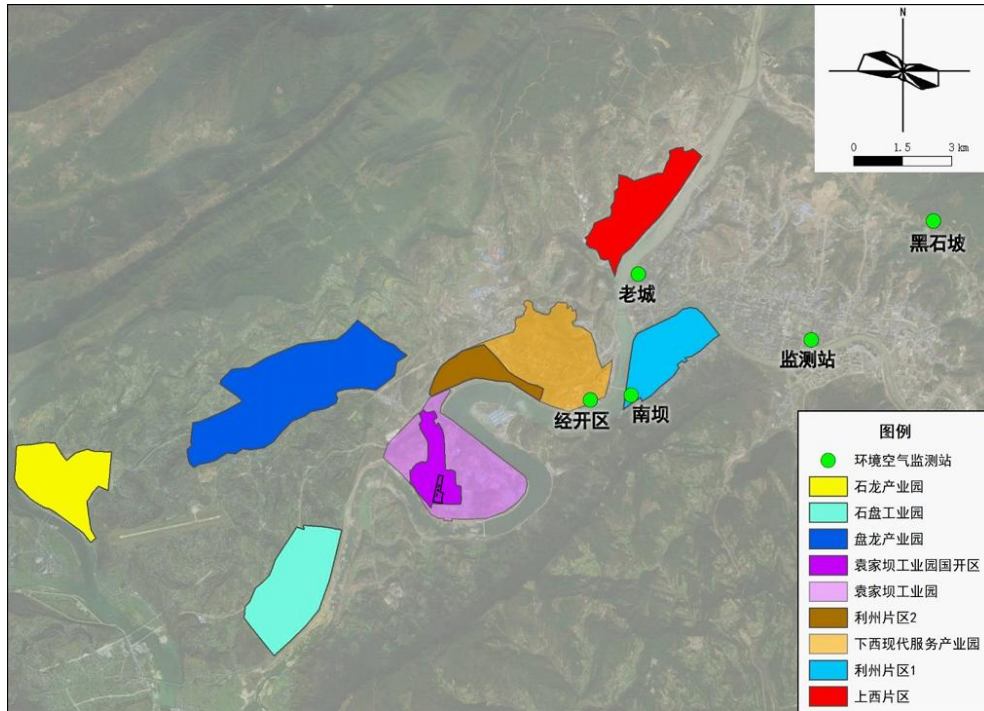 N
0 1.5 3 km
黑石坡
老城
监测站
经开区
南坝
图例
环境空气监测站
石龙产业园
石盘工业园
盘龙产业园
袁家坝工业园国开区
袁家坝工业园
利州片区2
下西现代服务产业园
利州片区1
上西片区